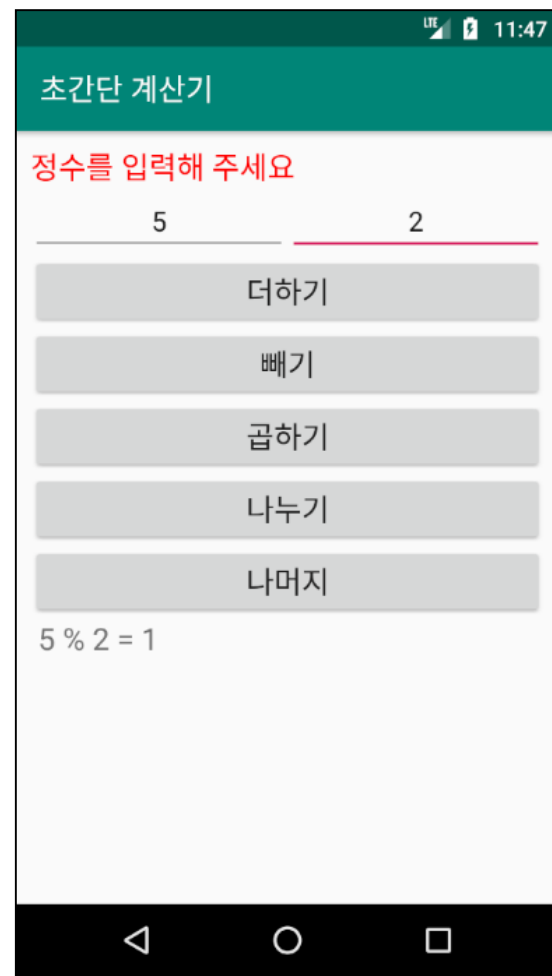 LTE 11:47
초간단 계산기
정수를 입력해 주세요
5 2
더하기
빼기
곱하기
나누기
나머지
5 % 2 = 1